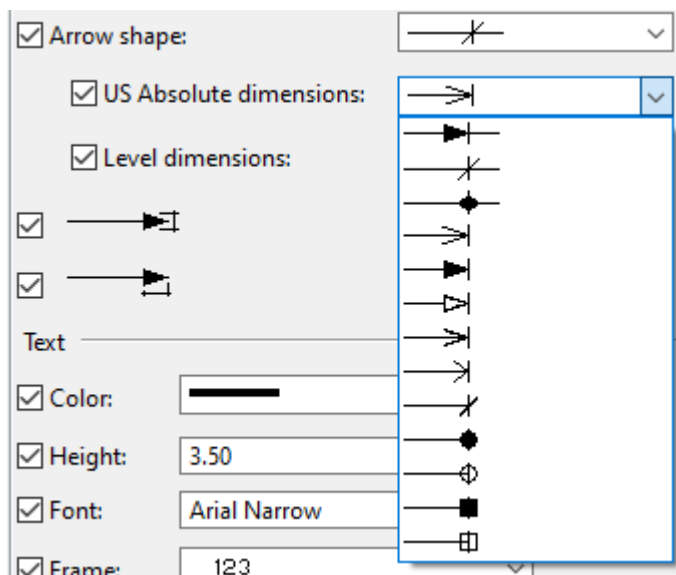 Arrow shape:
US Absolute dimensions:
Level dimensions:
Text
Color:
Height: 3.50
Font: Arial Narrow
Frame: 123